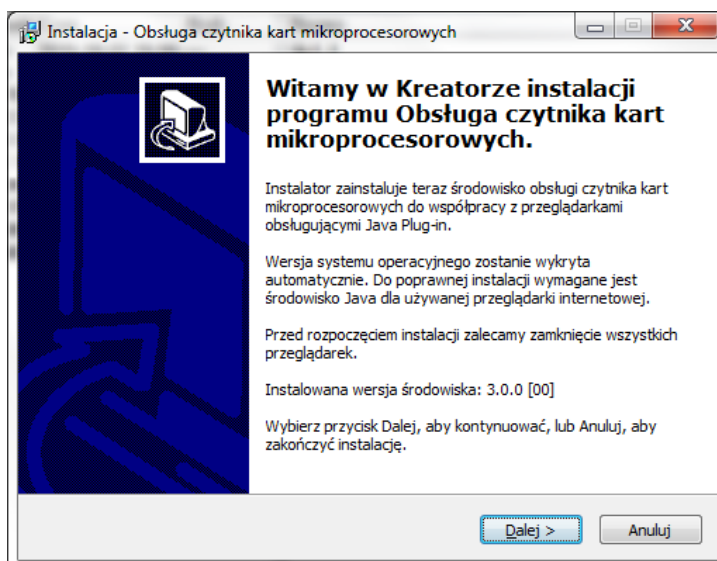 Instalacja - Obsługa czytnika kart mikroprocesorowych
Witamy w Kreatorze instalacji
programu Obsługa czytnika kart
mikroprocesorowych.
Instalator zainstaluje teraz środowisko obsługi czytnika kart
mikroprocesorowych do współpracy z przeglądarkami
obsługującymi Java Plug-in.
Wersja systemu operacyjnego zostanie wykryta
automatycznie. Do poprawnej instalacji wymagane jest
środowisko Java dla używanej przeglądarki internetowej.
Przed rozpoczęciem instalacji zalecamy zamknięcie wszystkich
przeglądarek.
Instalowana wersja środowiska: 3.0.0 [00]
Wybierz przycisk Dalej, aby kontynuować, lub Anuluj, aby
zakończyć instalację.
Dalej >
Anuluj